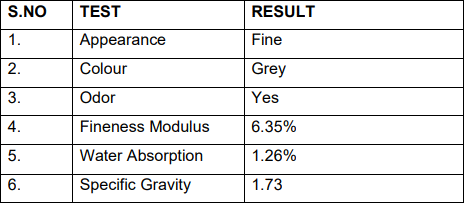 S.NO TEST RESULT
1. Appearance Fine
2. Colour Grey
3. Odor Yes
4. Fineness Modulus 6.35%
5. Water Absorption 1.26%
6. Specific Gravity 1.73